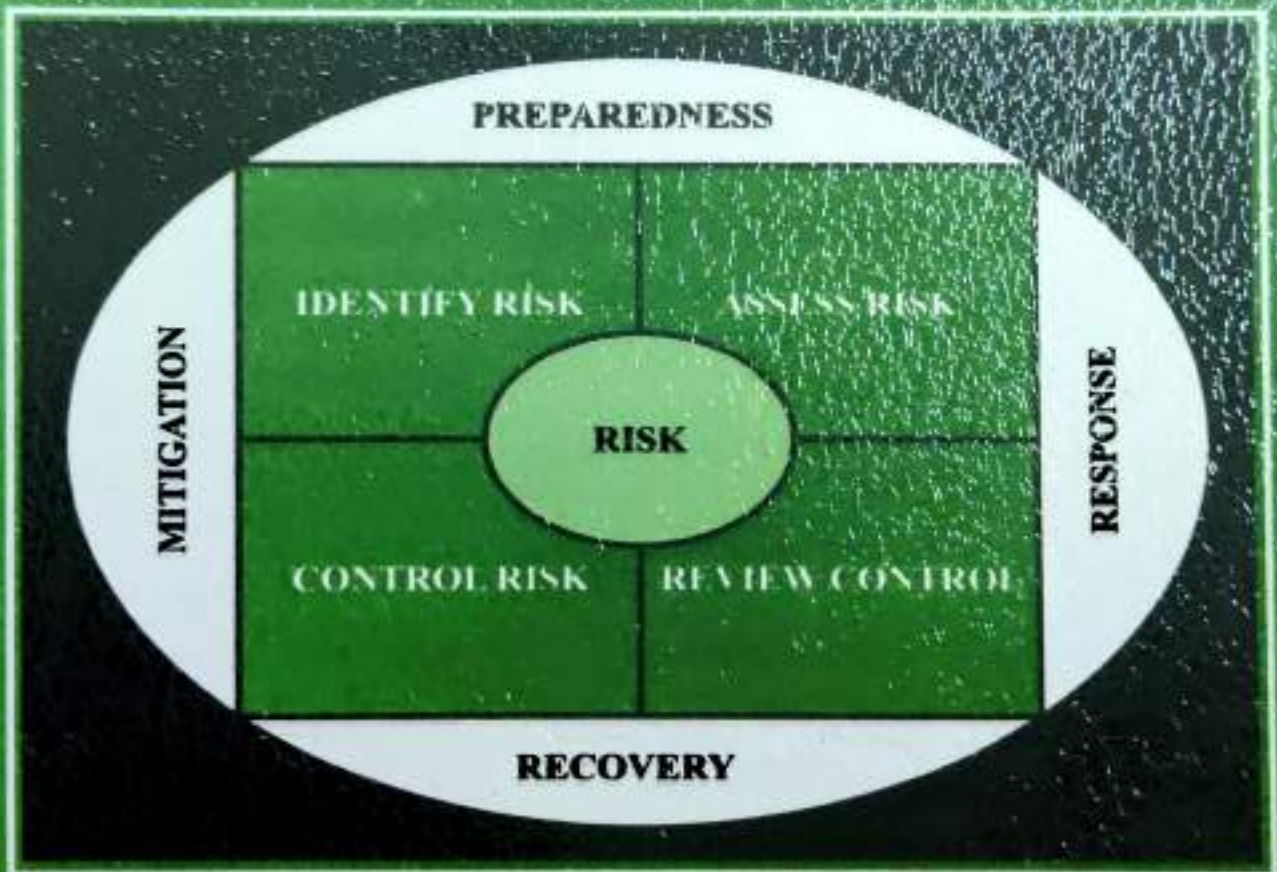 PREPAREDNESS
IDENTIFY RISK
ASSESS RISK
MITIGATION
RISK
RESPONSE
CONTROL RISK
REVIEW CONTROL
RECOVERY